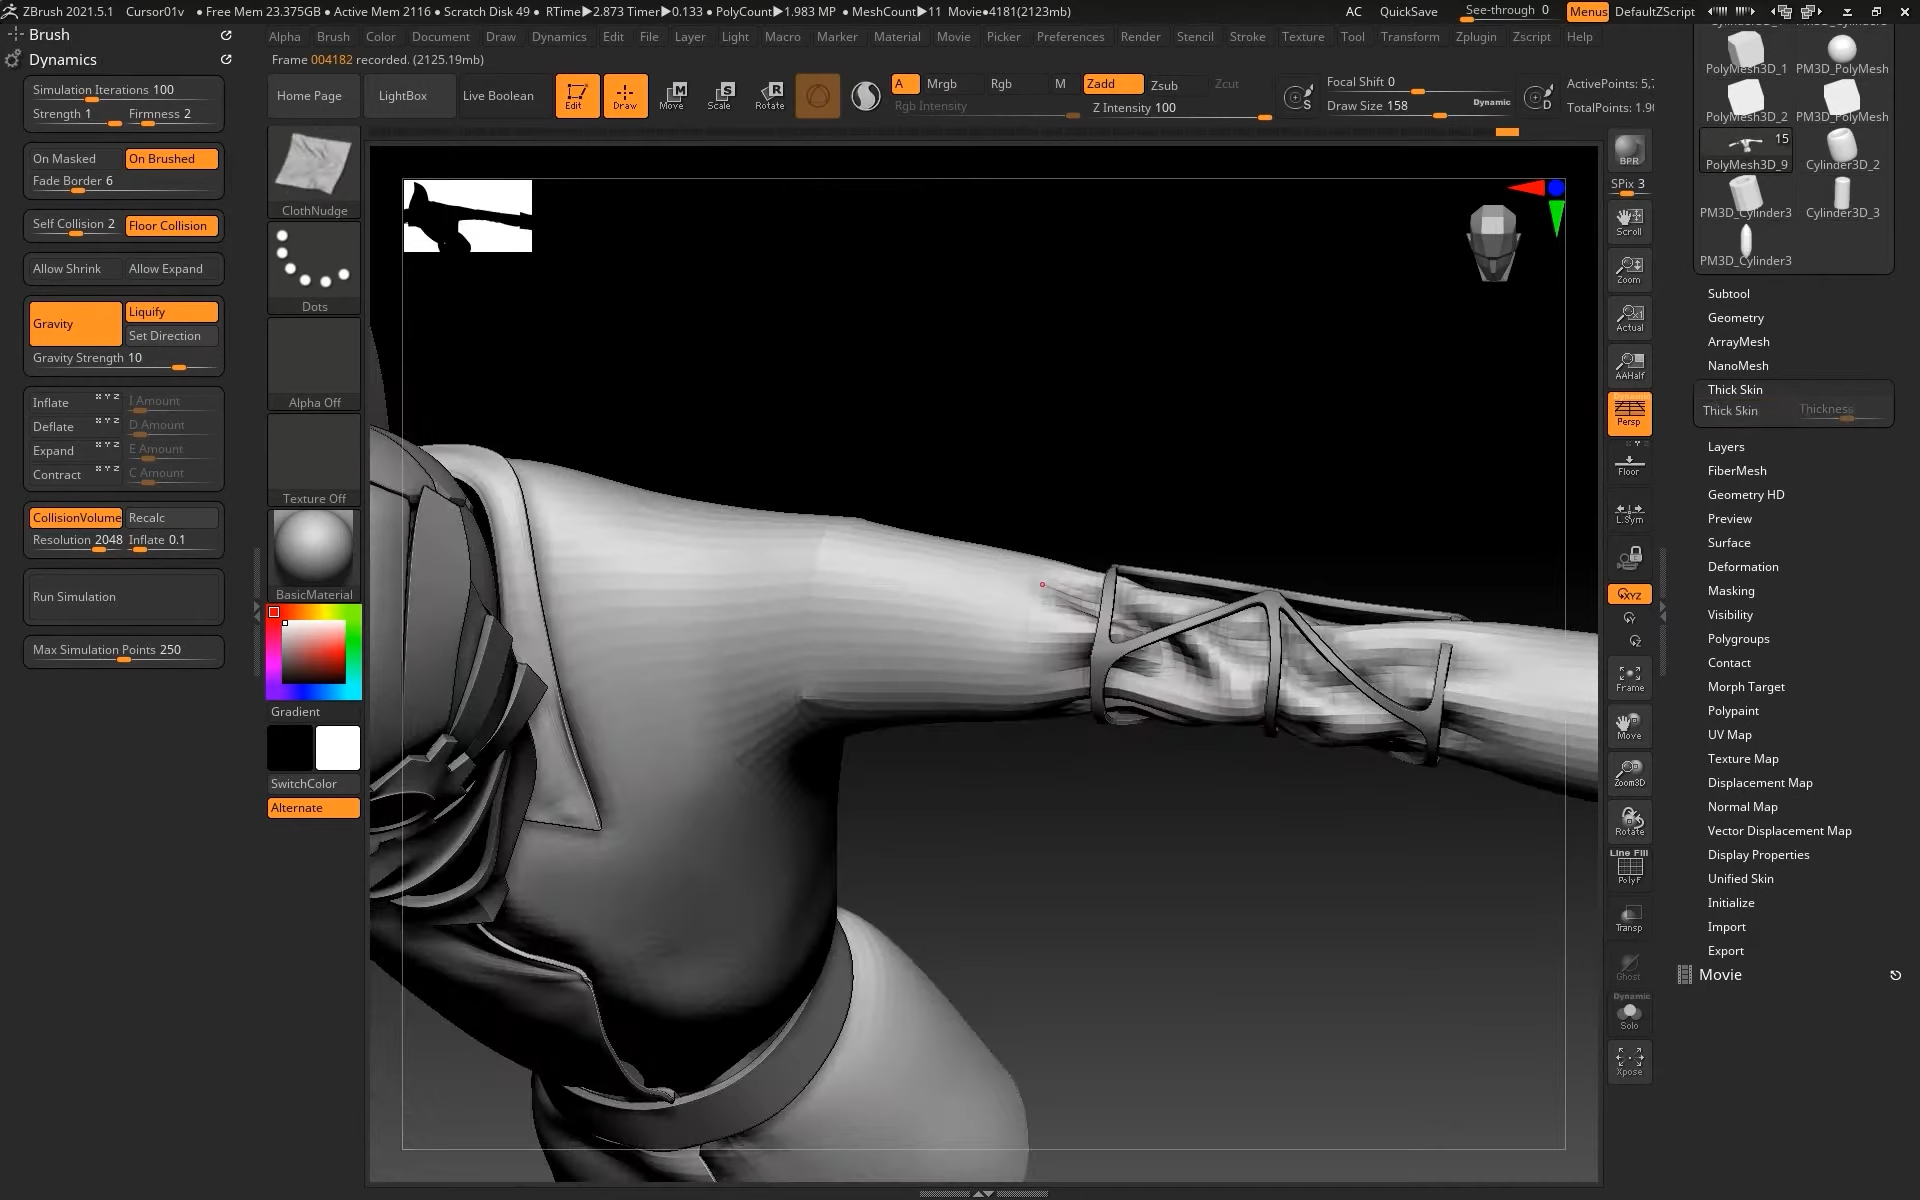 ZBrush 2021.5.1 Cursor01v ● Free Mem 23.375GB ● Active Mem 2116 ● Scratch Disk 49 ● RTime▶2.873 Timer▶0.133 ● PolyCount▶1.983 MP ● MeshCount▶11 Movie●4181(2123mb) AC QuickSave See-through 0 Menus DefaultZScript
Brush
Dynamics
Alpha Brush Color Document Draw Dynamics Edit File Layer Light Macro Marker Material Movie Picker Preferences Render Stencil Stroke Texture Tool Transform Zplugin Zscript Help
Frame 004182 recorded. (2125.19mb)
Home Page LightBox Live Boolean Edit Draw Move Scale Rotate A Mrgb Rgb M Zadd Zsub Zcut
Rgb Intensity Z Intensity 100
Focal Shift 0
Draw Size 158 Dynamic
ActivePoints: 5,
TotalPoints: 1.9
Simulation Iterations 100
Strength 1 Firmness 2
On Masked On Brushed
Fade Border 6
Self Collision 2 Floor Collision
Allow Shrink Allow Expand
Gravity Liquify
Set Direction
Gravity Strength 10
Inflate X Y Z I Amount
Deflate X Y Z D Amount
Expand X Y Z E Amount
Contract X Y Z C Amount
CollisionVolume Recalc
Resolution 2048 Inflate 0.1
Run Simulation
Max Simulation Points 250
ClothNudge
Dots
Alpha Off
Texture Off
BasicMaterial
Gradient
SwitchColor
Alternate
BPR
SPix 3
Scroll
Zoom
Actual
AAHalf
Dynamic
Persp
Floor
L.Sym
XYZ
Frame
Move
Zoom3D
Rotate
Line Fill
PolyF
Transp
Ghost
Dynamic
Solo
Xpose
PolyMesh3D_1 PM3D_PolyMesh
PolyMesh3D_2 PM3D_PolyMesh
15
PolyMesh3D_9 Cylinder3D_2
PM3D_Cylinder3 Cylinder3D_3
PM3D_Cylinder3
Subtool
Geometry
ArrayMesh
NanoMesh
Thick Skin
Thick Skin Thickness
Layers
FiberMesh
Geometry HD
Preview
Surface
Deformation
Masking
Visibility
Polygroups
Contact
Morph Target
Polypaint
UV Map
Texture Map
Displacement Map
Normal Map
Vector Displacement Map
Display Properties
Unified Skin
Initialize
Import
Export
Movie